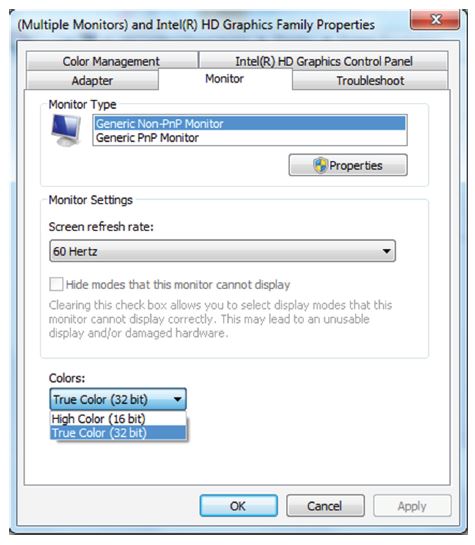 (Multiple Monitors) and Intel(R) HD Graphics Family Properties
Color Management
Intel(R) HD Graphics Control Panel
Adapter
Monitor
Troubleshoot
Monitor Type
Generic Non-PnP Monitor
Generic PnP Monitor
Properties
Monitor Settings
Screen refresh rate:
60 Hertz
Hide modes that this monitor cannot display
Clearing this check box allows you to select display modes that this
monitor cannot display correctly. This may lead to an unusable
display and/or damaged hardware.
Colors:
True Color (32 bit)
High Color (16 bit)
True Color (32 bit)
OK
Cancel
Apply